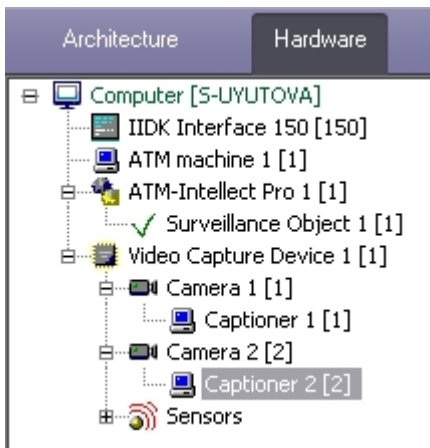 Architecture Hardware
Computer [S-UYUTOVA]
IIDK Interface 150 [150]
ATM machine 1 [1]
ATM-Intellect Pro 1 [1]
Surveillance Object 1 [1]
Video Capture Device 1 [1]
Camera 1 [1]
Captioner 1 [1]
Camera 2 [2]
Captioner 2 [2]
Sensors